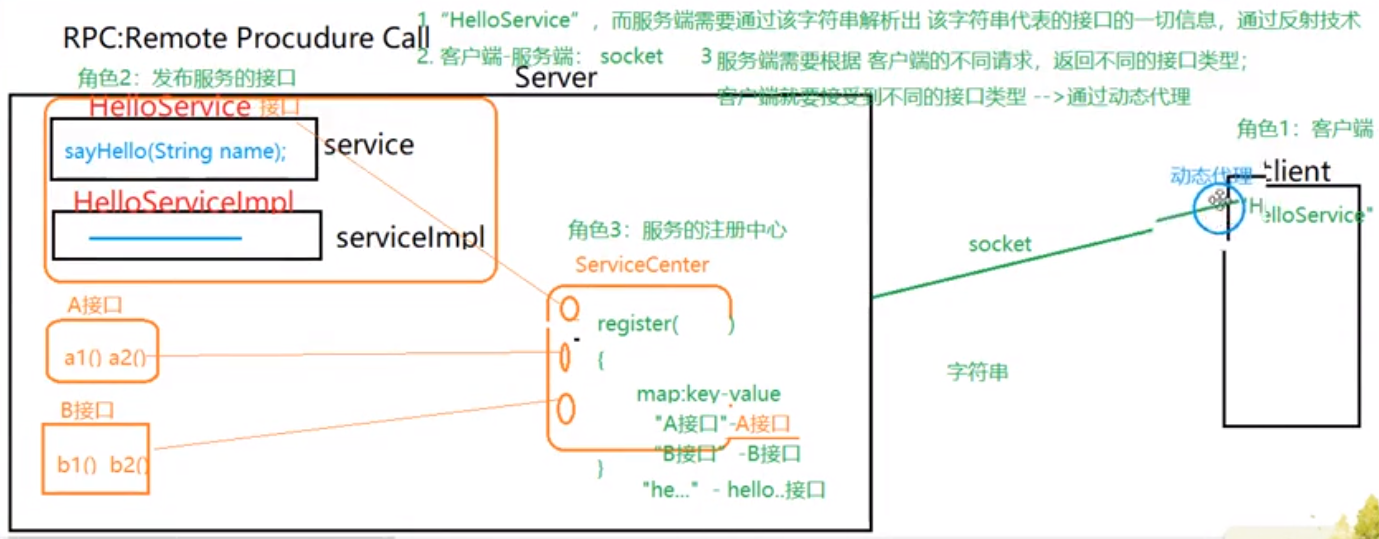 1 "HelloService"，而服务端需要通过该字符串解析出 该字符串代表的接口的一切信息，通过反射技术
RPC:Remote Procudure Call
2. 客户端-服务端： socket
3 服务端需要根据 客户端的不同请求，返回不同的接口类型；
客户端就要接受到不同的接口类型 -->通过动态代理
角色2：发布服务的接口
Server
HelloService 接口
sayHello(String name);
service
HelloServiceImpl
serviceImpl
A接口
a1() a2()
B接口
b1() b2()
角色3：服务的注册中心
ServiceCenter
register( )
{
map:key-value
"A接口"-A接口
"B接口" -B接口
"he..." - hello..接口
}
socket
字符串
角色1：客户端
动态代理
client
"HelloService"